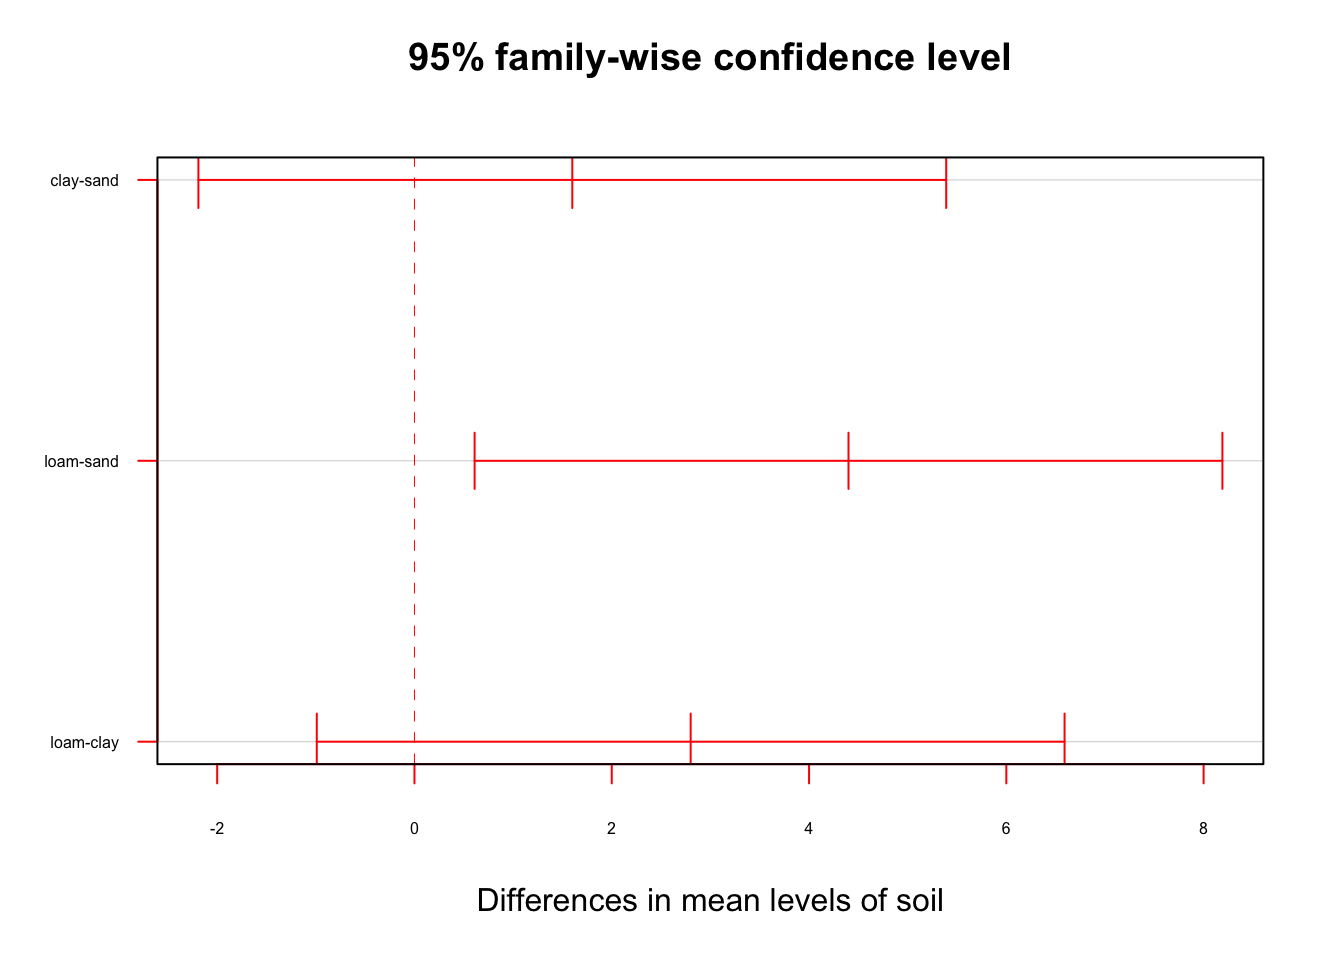 95% family-wise confidence level
clay-sand
loam-sand
loam-clay
-2 0 2 4 6 8
Differences in mean levels of soil